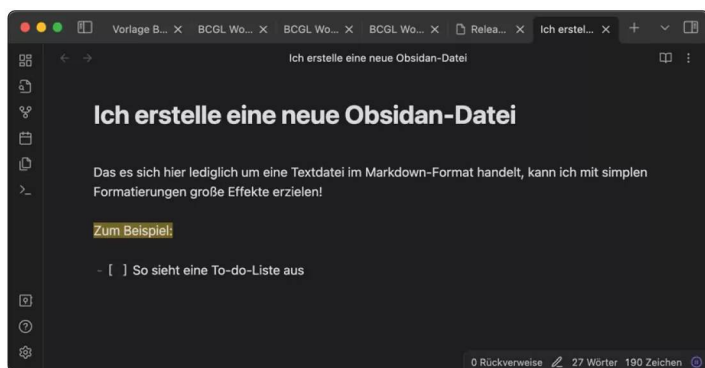 Vorlage B...
BCGL Wo...
BCGL Wo...
BCGL Wo...
Relea...
Ich erstel...
Ich erstelle eine neue Obsidan-Datei
Ich erstelle eine neue Obsidan-Datei
Das es sich hier lediglich um eine Textdatei im Markdown-Format handelt, kann ich mit simplen
Formatierungen große Effekte erzielen!
Zum Beispiel:
- [ ] So sieht eine To-do-Liste aus
0 Rückverweise 27 Wörter 190 Zeichen